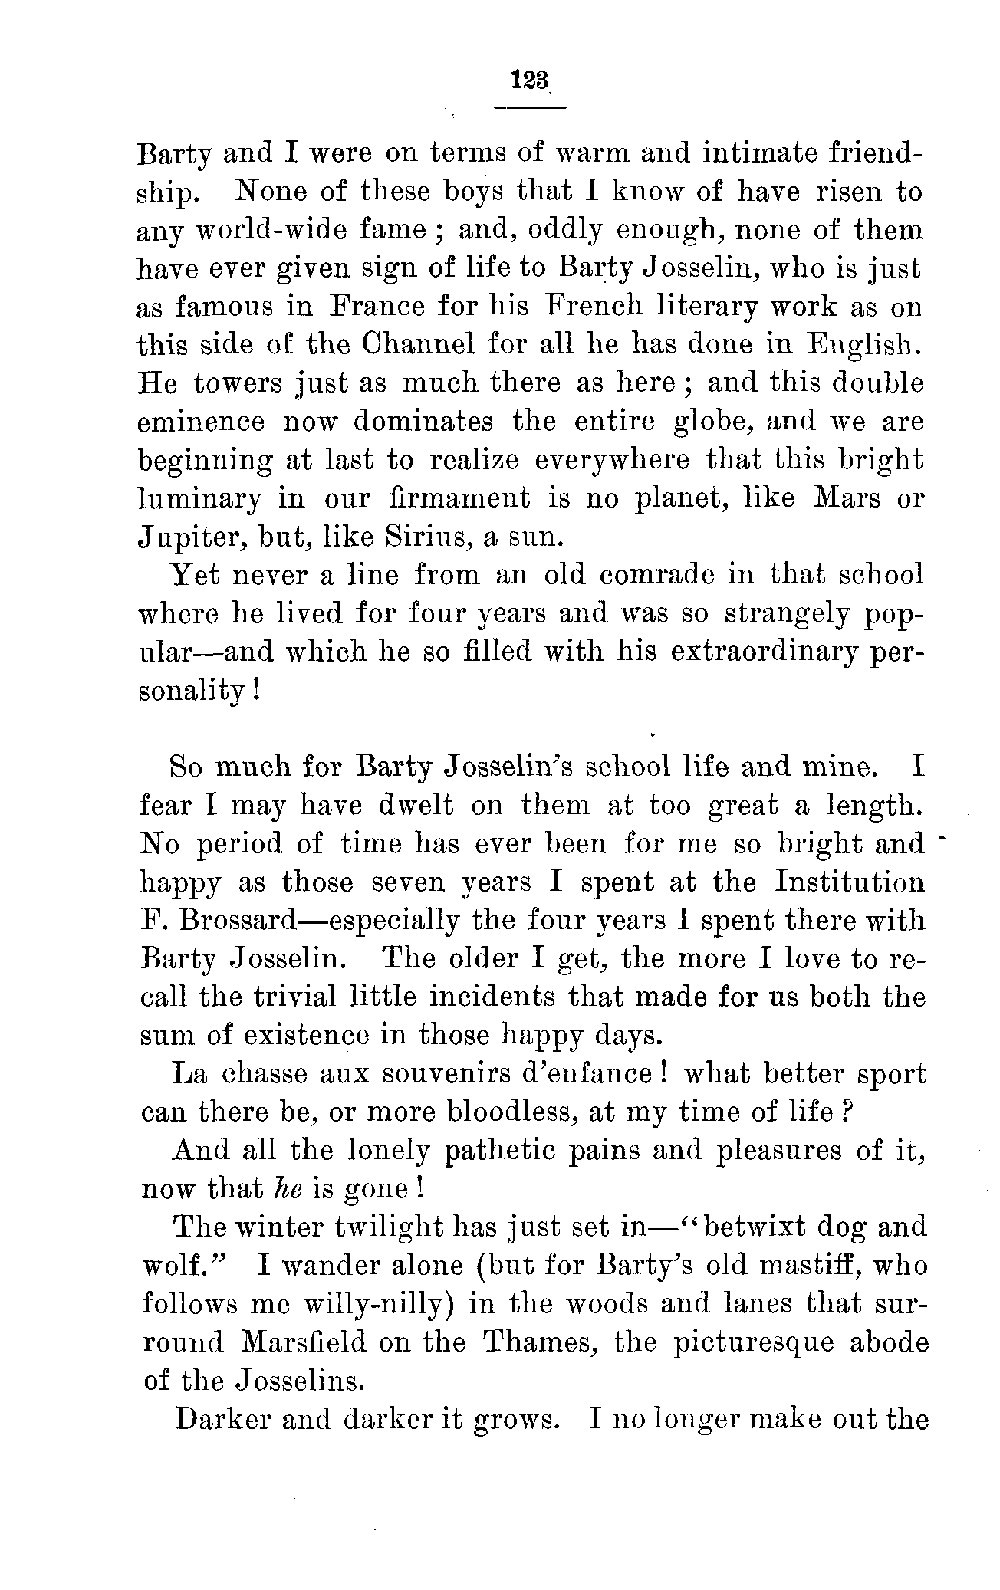 123
Barty and I were on terms of warm and intimate friend-
ship. None of these boys that I know of have risen to
any world-wide fame; and, oddly enough, none of them
have ever given sign of life to Barty Josselin, who is just
as famous in France for his French literary work as on
this side of the Channel for all he has done in English.
He towers just as much there as here; and this double
eminence now dominates the entire globe, and we are
beginning at last to realize everywhere that this bright
luminary in our firmament is no planet, like Mars or
Jupiter, but, like Sirius, a sun.
Yet never a line from an old comrade in that school
where he lived for four years and was so strangely pop-
ular—and which he so filled with his extraordinary per-
sonality!
So much for Barty Josselin's school life and mine. I
fear I may have dwelt on them at too great a length.
No period of time has ever been for me so bright and
happy as those seven years I spent at the Institution
F. Brossard—especially the four years I spent there with
Barty Josselin. The older I get, the more I love to re-
call the trivial little incidents that made for us both the
sum of existence in those happy days.
La chasse aux souvenirs d'enfance! what better sport
can there be, or more bloodless, at my time of life?
And all the lonely pathetic pains and pleasures of it,
now that he is gone!
The winter twilight has just set in—"betwixt dog and
wolf." I wander alone (but for Barty's old mastiff, who
follows me willy-nilly) in the woods and lanes that sur-
round Marsfield on the Thames, the picturesque abode
of the Josselins.
Darker and darker it grows. I no longer make out the